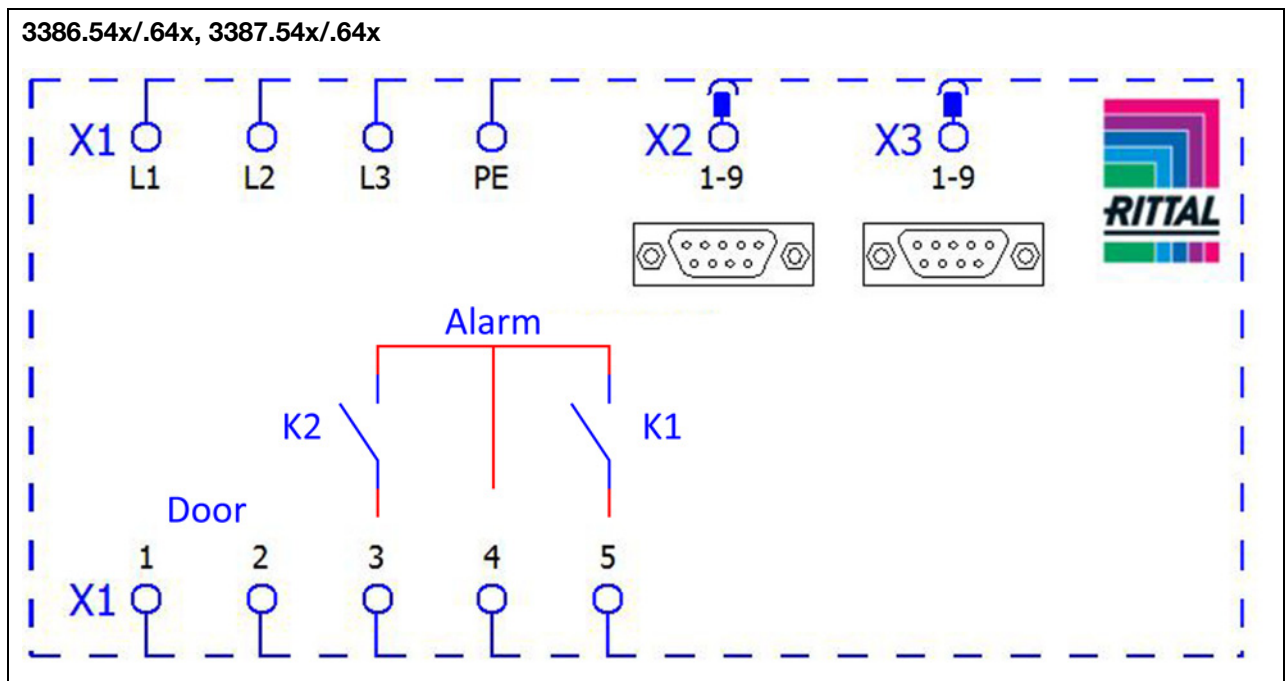 3386.54x/.64x, 3387.54x/.64x
X1 X2 X3
L1 L2 L3 PE 1-9 1-9
RITTAL
Alarm
K2 K1
Door
1 2 3 4 5
X1